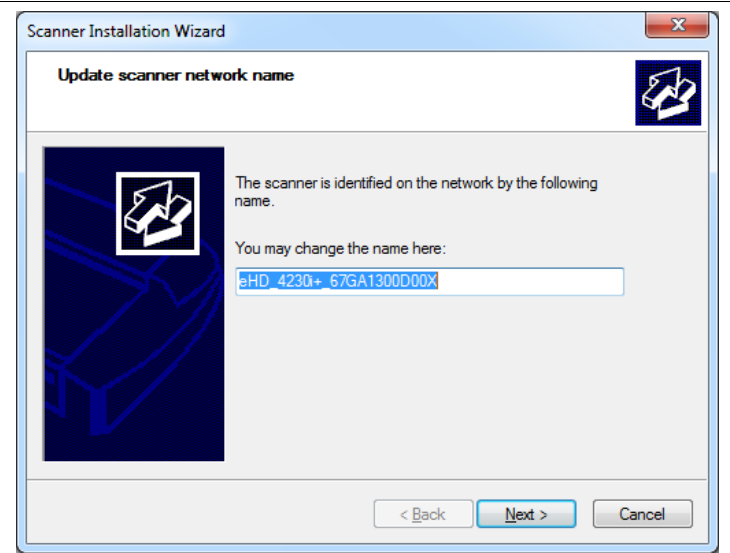 Scanner Installation Wizard
Update scanner network name
The scanner is identified on the network by the following
name.
You may change the name here:
eHD_4230i+_67GA1300D00X
< Back
Next >
Cancel